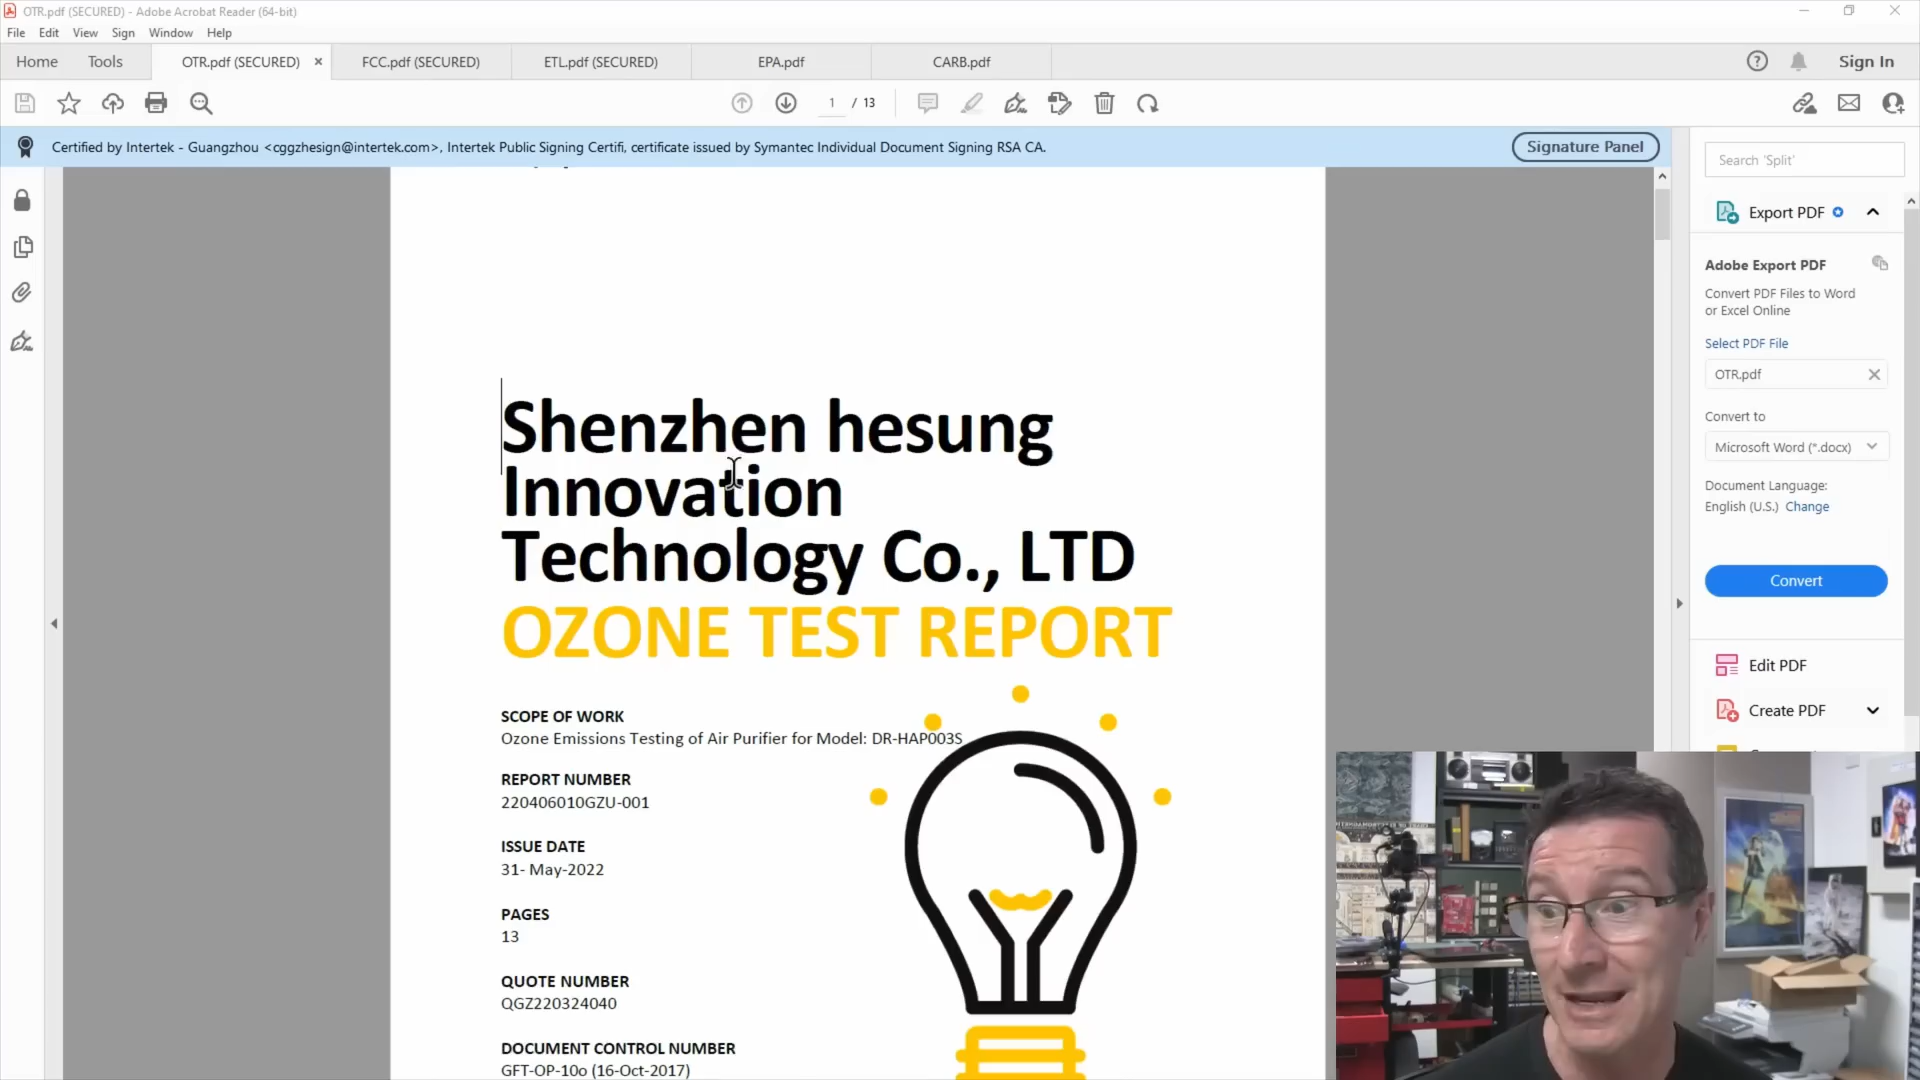 OTR.pdf (SECURED) - Adobe Acrobat Reader (64-bit)
File Edit View Sign Window Help
Home Tools OTR.pdf (SECURED) × FCC.pdf (SECURED) ETL.pdf (SECURED) EPA.pdf CARB.pdf Sign In
1 / 13
Certified by Intertek - Guangzhou <cggzhesign@intertek.com>, Intertek Public Signing Certifi, certificate issued by Symantec Individual Document Signing RSA CA.
Signature Panel
Search 'Split'
Export PDF
Adobe Export PDF
Convert PDF Files to Word
or Excel Online
Select PDF File
OTR.pdf
Convert to
Microsoft Word (*.docx)
Document Language:
English (U.S.) Change
Convert
Edit PDF
Create PDF
Shenzhen hesung
Innovation
Technology Co., LTD
OZONE TEST REPORT
SCOPE OF WORK
Ozone Emissions Testing of Air Purifier for Model: DR-HAP003S
REPORT NUMBER
220406010GZU-001
ISSUE DATE
31- May-2022
PAGES
13
QUOTE NUMBER
QGZ220324040
DOCUMENT CONTROL NUMBER
GFT-OP-10o (16-Oct-2017)